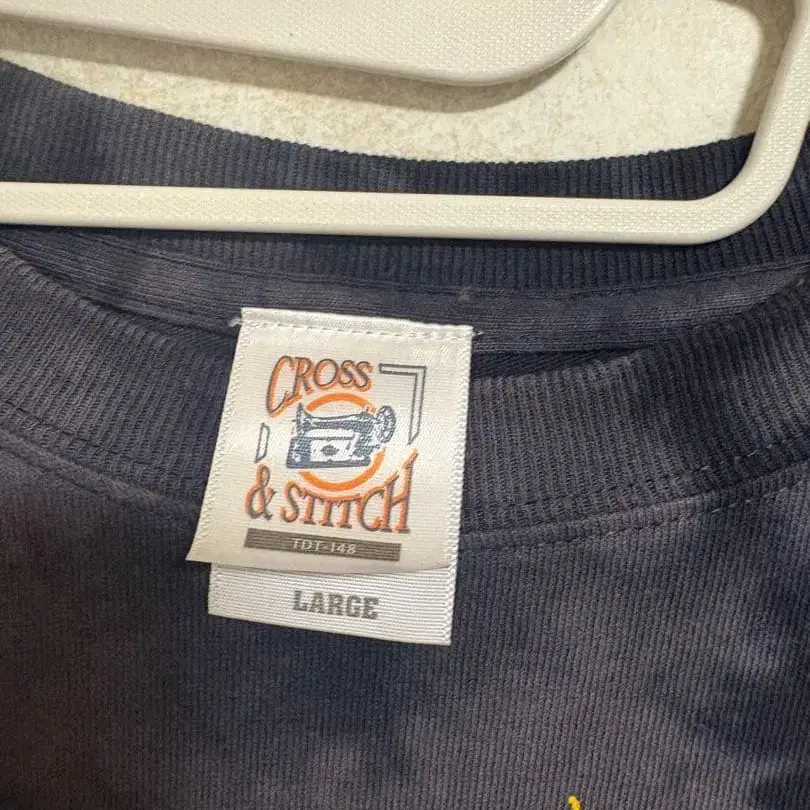 CROSS
& STITCH
TDT-148
LARGE